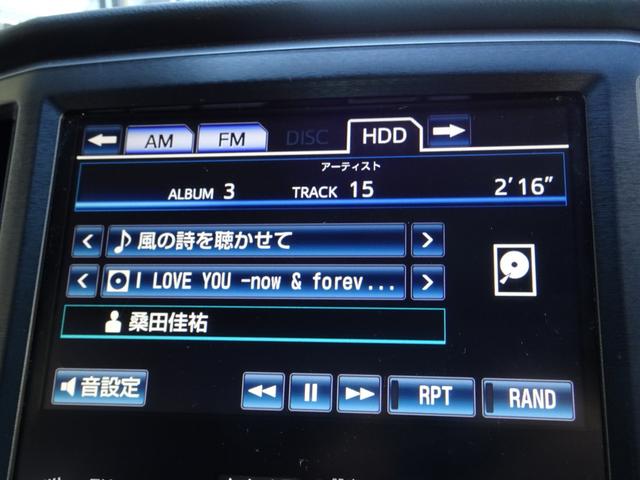 AM FM DISC HDD
アーティスト
ALBUM 3 TRACK 15 2'16"
風の詩を聴かせて
I LOVE YOU -now & forev...
桑田佳祐
音設定 RPT RAND